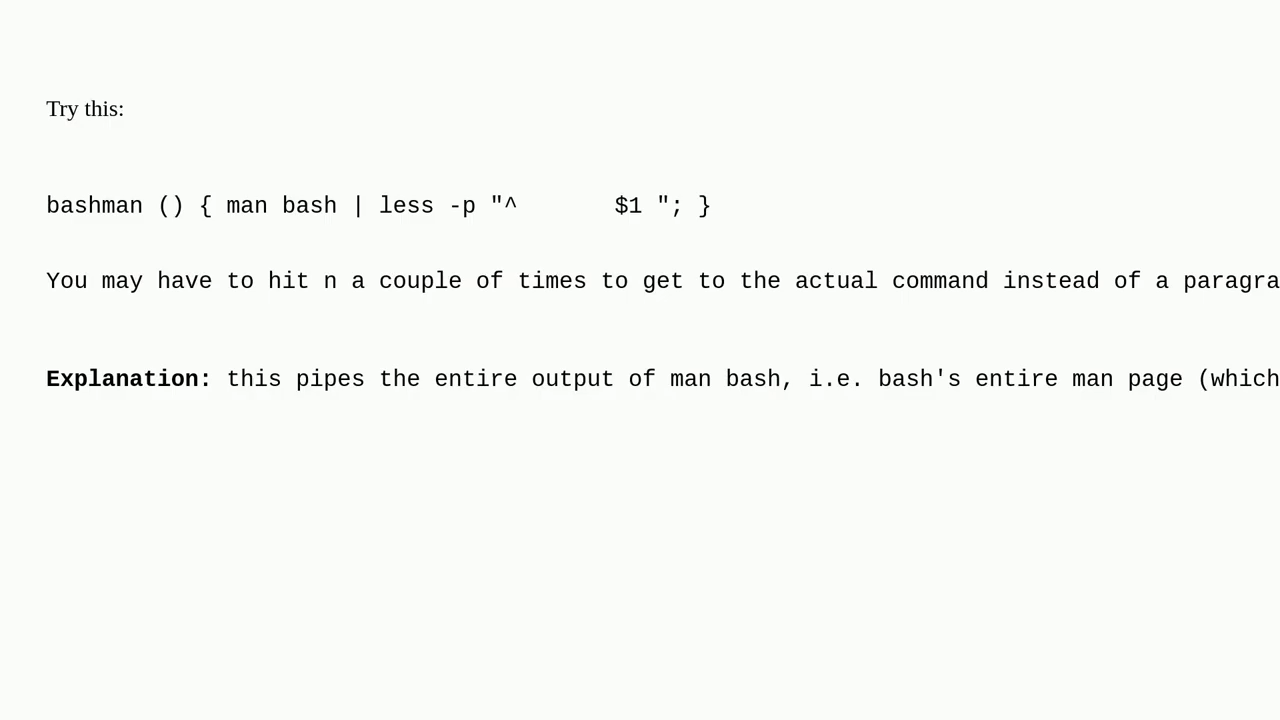 Try this:
bashman () { man bash | less -p "^       $1 "; }
You may have to hit n a couple of times to get to the actual command instead of a
Explanation: this pipes the entire output of man bash, i.e. bash's entire man page (which